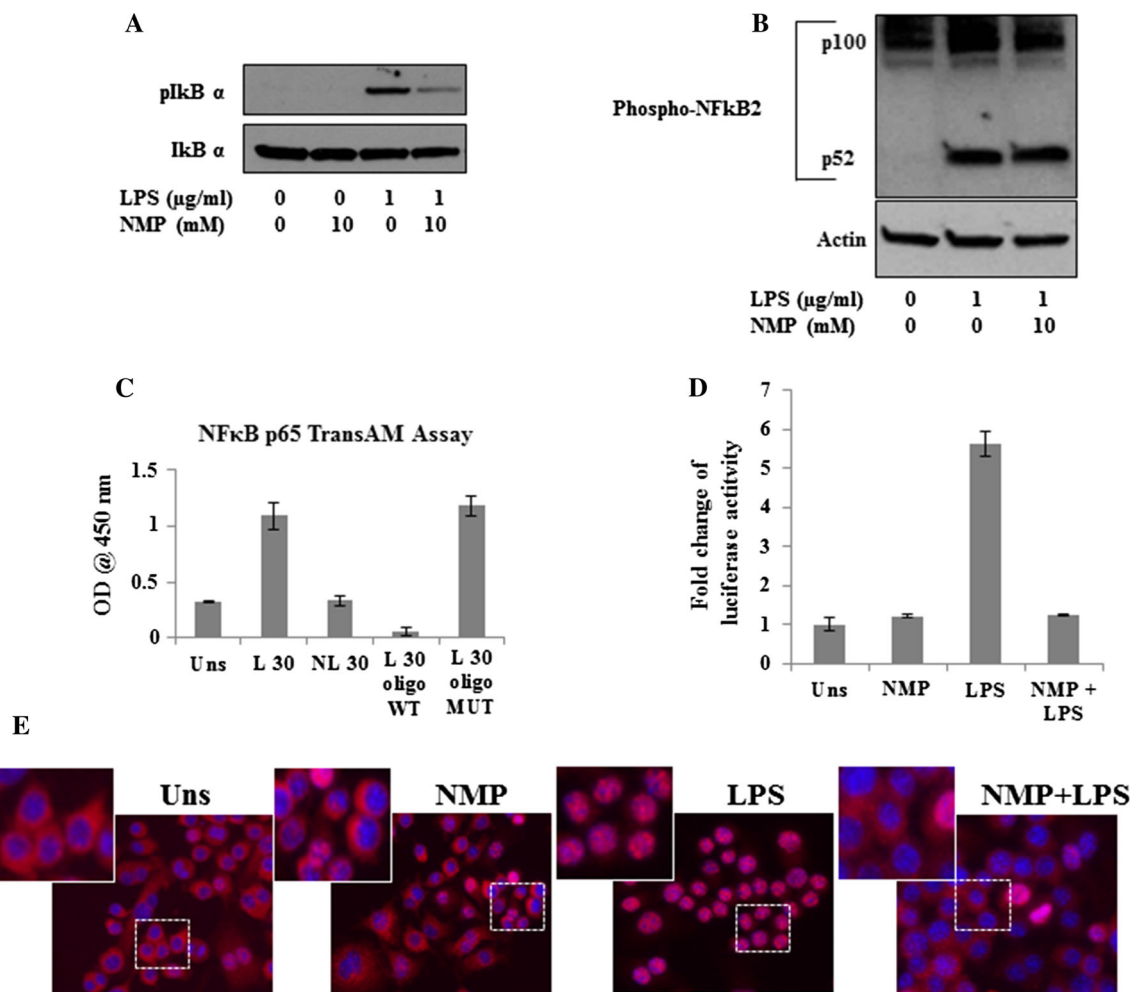 A
pIkB α
IkB α
LPS (µg/ml) 0 0 1 1
NMP (mM) 0 10 0 10
B
Phospho-NFkB2
p100
p52
Actin
LPS (µg/ml) 0 1 1
NMP (mM) 0 0 10
C
NFκB p65 TransAM Assay
OD @ 450 nm
1.5
1
0.5
0
Uns L 30 NL 30 L 30 oligo WT L 30 oligo MUT
D
Fold change of
luciferase actitvity
7
6
5
4
3
2
1
0
Uns NMP LPS NMP + LPS
E
Uns NMP LPS NMP+LPS